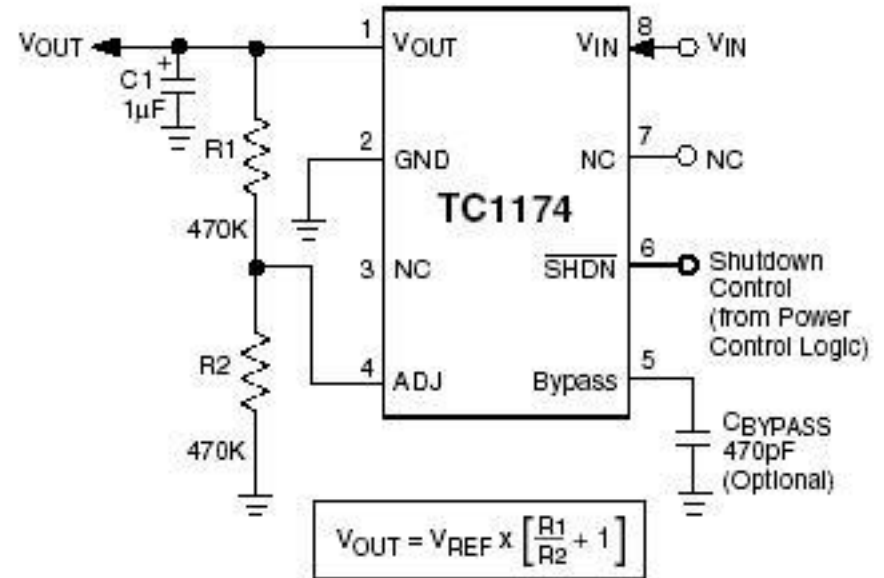 VOUT
C1
+
1µF
R1
470K
R2
470K
1
VOUT
2
GND
3
NC
4
ADJ
TC1174
8
VIN
VIN
7
NC
NC
6
SHDN
Shutdown
Control
(from Power
Control Logic)
5
Bypass
CBYPASS
470pF
(Optional)
VOUT = VREF x [R1/R2 + 1]